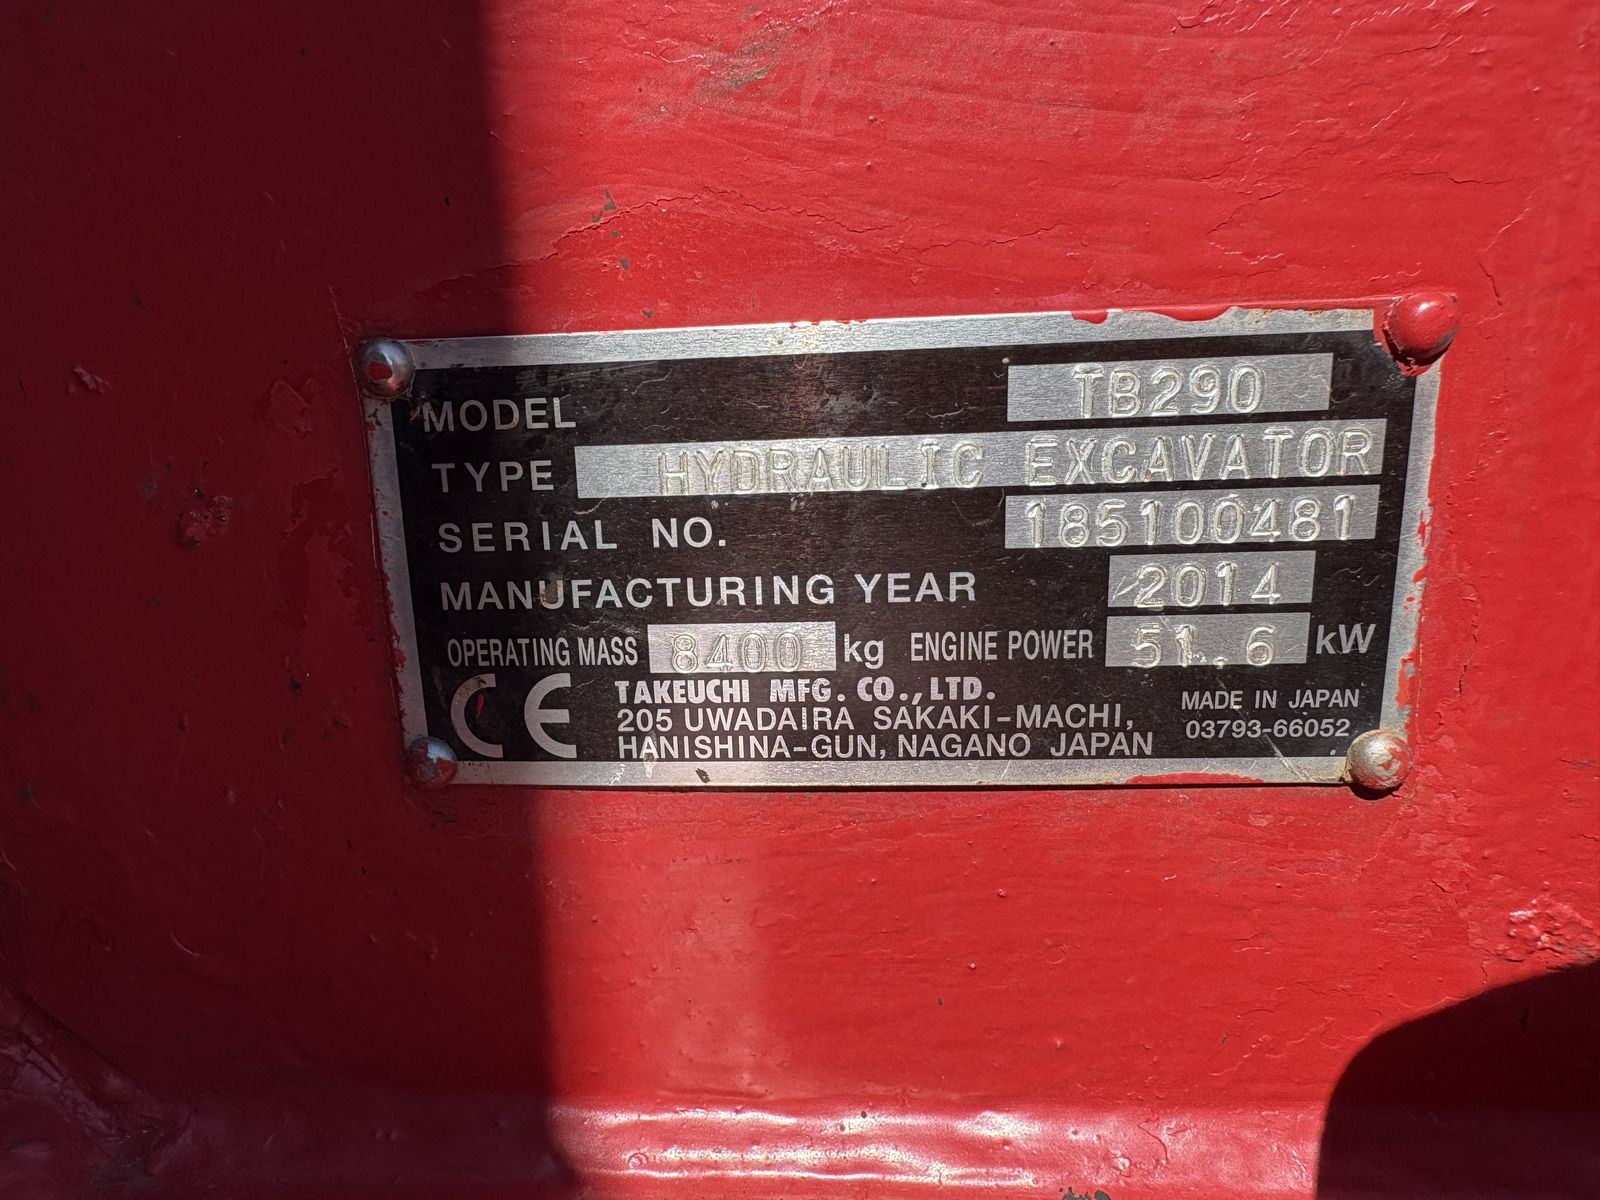 MODEL TB290
TYPE HYDRAULIC EXCAVATOR
SERIAL NO. 185100481
MANUFACTURING YEAR 2014
OPERATING MASS 8400 kg ENGINE POWER 51.6 kW
CE TAKEUCHI MFG. CO., LTD.
205 UWADAIRA SAKAKI-MACHI,
HANISHINA-GUN, NAGANO JAPAN
MADE IN JAPAN
03793-66052